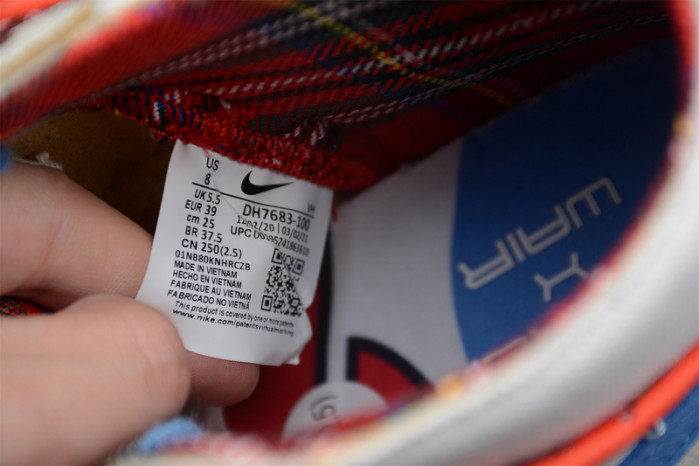 US
8
UK 5.5
EUR 39
cm 25
BR 37.5
CN 250(2.5)
DH7683-100
UPC
01NB80KNHRCZB
MADE IN VIETNAM
HECHO EN VIETNAM
FABRIQUE AU VIETNAM
FABRICADO NO VIETNÃ
This product is covered by one or more patents
www.nike.com/patentsvirtualmarking
WAIR